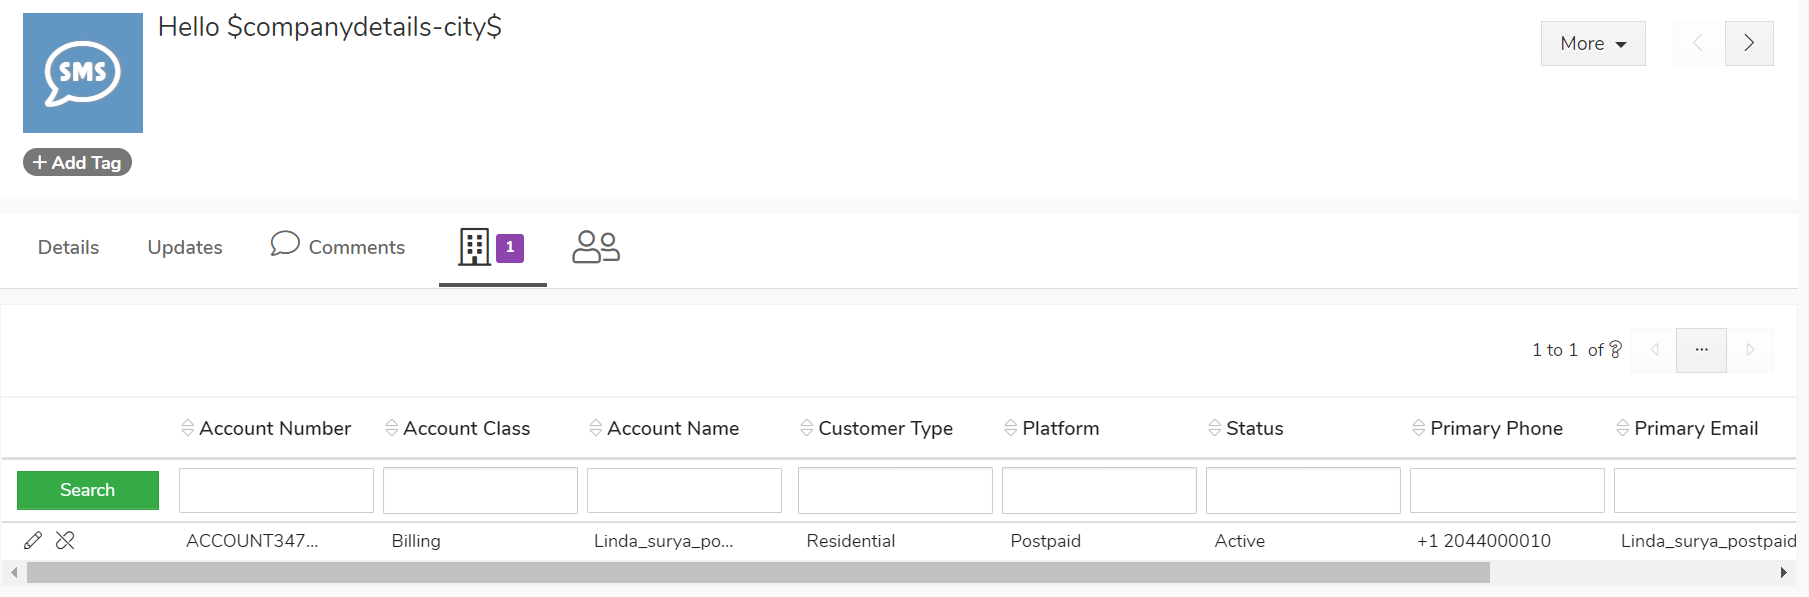 SMS
Hello $companydetails-city$
More
+ Add Tag
Details Updates Comments 1
1 to 1 of ?
...
Account Number Account Class Account Name Customer Type Platform Status Primary Phone Primary Email
Search
ACCOUNT347... Billing Linda_surya_po... Residential Postpaid Active +1 2044000010 Linda_surya_postpaid